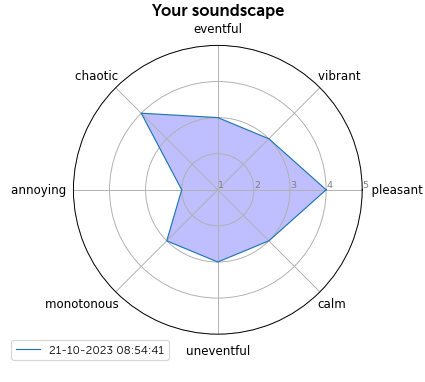 Your soundscape
eventful
chaotic
vibrant
annoying
1
2
3
4
5
pleasant
monotonous
calm
uneventful
21-10-2023 08:54:41